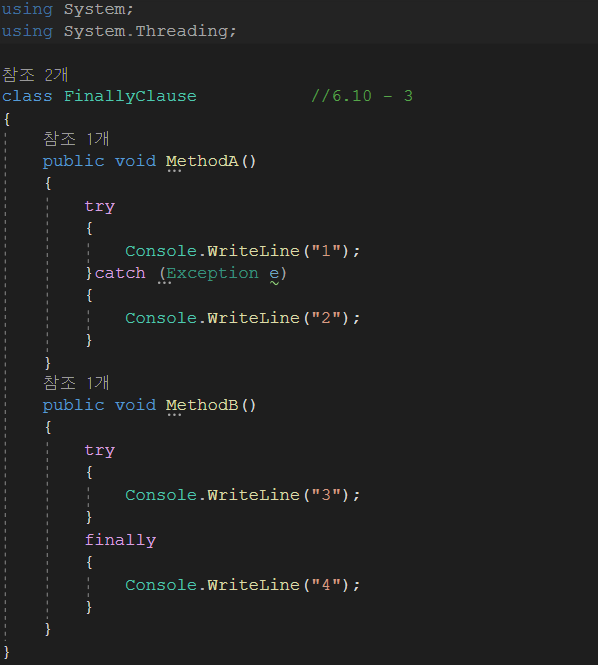 using System;
using System.Threading;
참조 2개
class FinallyClause //6.10 - 3
{
참조 1개
public void MethodA()
{
try
{
Console.WriteLine("1");
}catch (Exception e)
{
Console.WriteLine("2");
}
}
참조 1개
public void MethodB()
{
try
{
Console.WriteLine("3");
}
finally
{
Console.WriteLine("4");
}
}
}